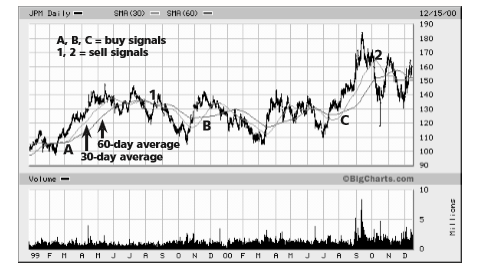 JPM Daily SMA(30) SMA(60) 12/15/00
190
A, B, C = buy signals
1, 2 = sell signals
180
170
2
160
1
150
140
130
B
C
120
A
60-day average
110
30-day average
100
90
99 F M A M J J A S O N D 00 F M A M J J A S O N D
Volume ©BigCharts.com
10
5
Millions
0
99 F M A M J J A S O N D 00 F M A M J J A S O N D